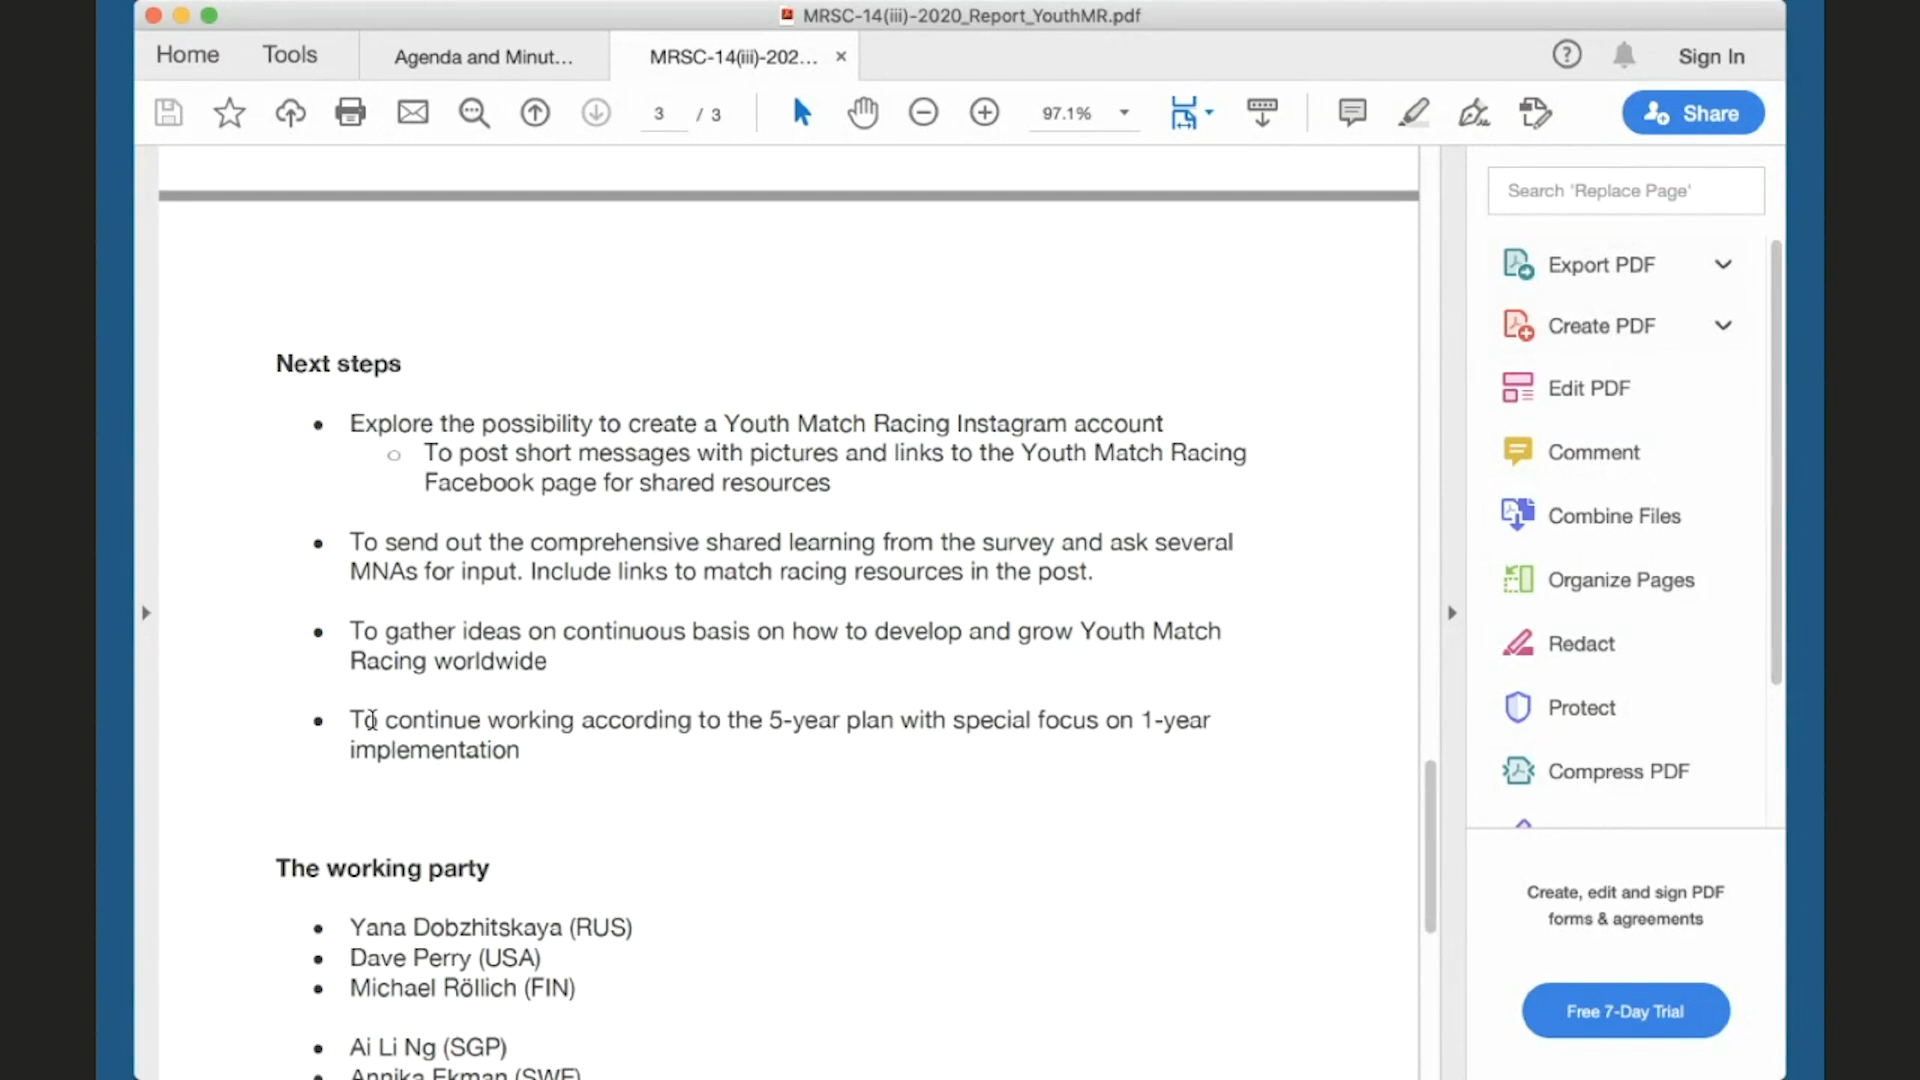 MRSC-14(iii)-2020_Report_YouthMR.pdf
Home
Tools
Agenda and Minut...
MRSC-14(iii)-202...
Sign In
3 / 3
97.1%
Share
Search 'Replace Page'
Export PDF
Create PDF
Edit PDF
Comment
Combine Files
Organize Pages
Redact
Protect
Compress PDF
Create, edit and sign PDF
forms & agreements
Free 7-Day Trial
Next steps
• Explore the possibility to create a Youth Match Racing Instagram account
○ To post short messages with pictures and links to the Youth Match Racing
Facebook page for shared resources
• To send out the comprehensive shared learning from the survey and ask several
MNAs for input. Include links to match racing resources in the post.
• To gather ideas on continuous basis on how to develop and grow Youth Match
Racing worldwide
• To continue working according to the 5-year plan with special focus on 1-year
implementation
The working party
• Yana Dobzhitskaya (RUS)
• Dave Perry (USA)
• Michael Röllich (FIN)
• Ai Li Ng (SGP)
• Annika Ekman (SWE)